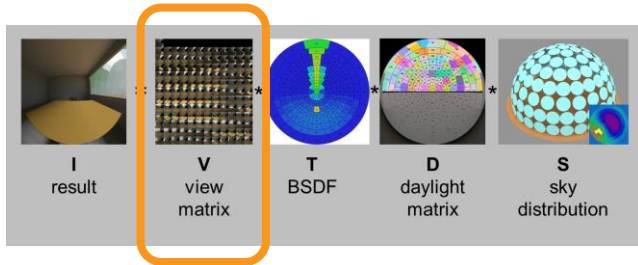 = * * *
I V T D S
result view BSDF daylight sky
matrix matrix distribution